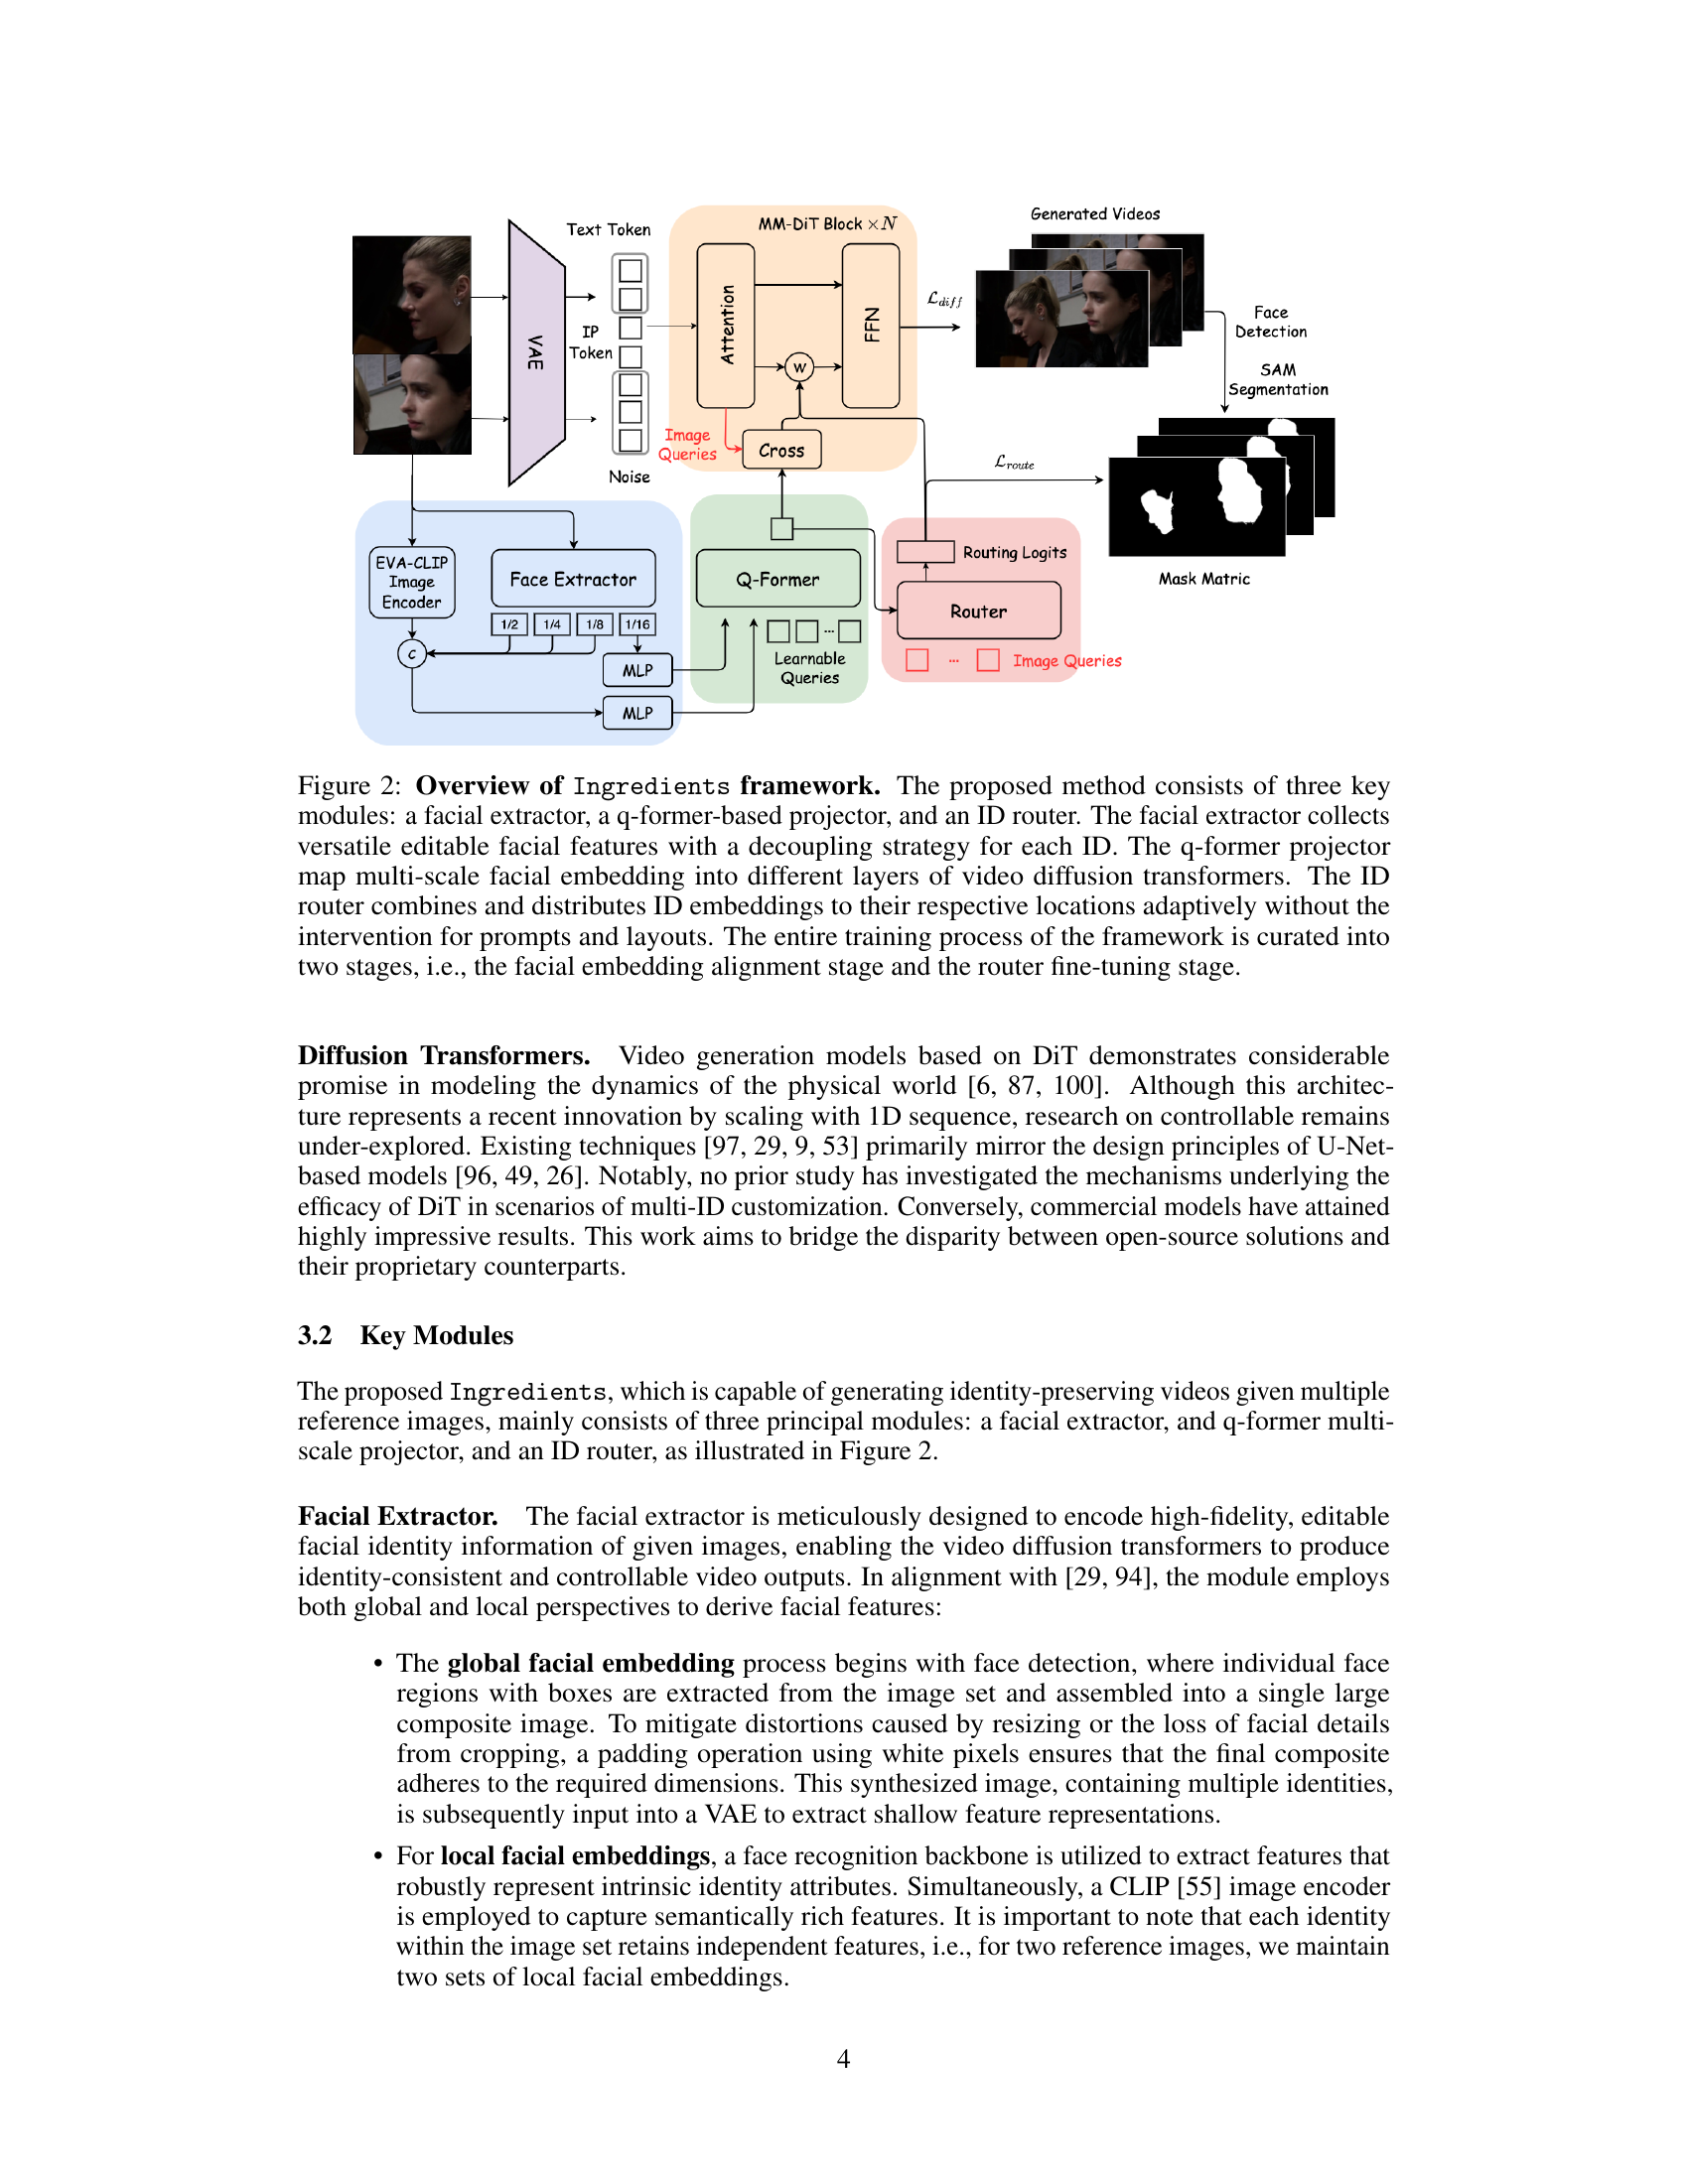 Generated Videos
MM-DiT Block ×N
Text Token
IP
Token
Noise
VAE
Attention
FFN
W
Cross
Image
Queries
ℒdiff
Face
Detection
SAM
Segmentation
ℒroute
Mask Matric
EVA-CLIP
Image
Encoder
Face Extractor
1/2 1/4 1/8 1/16
C
MLP
MLP
Q-Former
...
Learnable
Queries
Routing Logits
Router
... Image Queries
Figure 2: Overview of Ingredients framework. The proposed method consists of three key
modules: a facial extractor, a q-former-based projector, and an ID router. The facial extractor collects
versatile editable facial features with a decoupling strategy for each ID. The q-former projector
map multi-scale facial embedding into different layers of video diffusion transformers. The ID
router combines and distributes ID embeddings to their respective locations adaptively without the
intervention for prompts and layouts. The entire training process of the framework is curated into
two stages, i.e., the facial embedding alignment stage and the router fine-tuning stage.
Diffusion Transformers. Video generation models based on DiT demonstrates considerable
promise in modeling the dynamics of the physical world [6, 87, 100]. Although this architec-
ture represents a recent innovation by scaling with 1D sequence, research on controllable remains
under-explored. Existing techniques [97, 29, 9, 53] primarily mirror the design principles of U-Net-
based models [96, 49, 26]. Notably, no prior study has investigated the mechanisms underlying the
efficacy of DiT in scenarios of multi-ID customization. Conversely, commercial models have attained
highly impressive results. This work aims to bridge the disparity between open-source solutions and
their proprietary counterparts.
3.2 Key Modules
The proposed Ingredients, which is capable of generating identity-preserving videos given multiple
reference images, mainly consists of three principal modules: a facial extractor, and q-former multi-
scale projector, and an ID router, as illustrated in Figure 2.
Facial Extractor. The facial extractor is meticulously designed to encode high-fidelity, editable
facial identity information of given images, enabling the video diffusion transformers to produce
identity-consistent and controllable video outputs. In alignment with [29, 94], the module employs
both global and local perspectives to derive facial features:
• The global facial embedding process begins with face detection, where individual face
regions with boxes are extracted from the image set and assembled into a single large
composite image. To mitigate distortions caused by resizing or the loss of facial details
from cropping, a padding operation using white pixels ensures that the final composite
adheres to the required dimensions. This synthesized image, containing multiple identities,
is subsequently input into a VAE to extract shallow feature representations.
• For local facial embeddings, a face recognition backbone is utilized to extract features that
robustly represent intrinsic identity attributes. Simultaneously, a CLIP [55] image encoder
is employed to capture semantically rich features. It is important to note that each identity
within the image set retains independent features, i.e., for two reference images, we maintain
two sets of local facial embeddings.
4